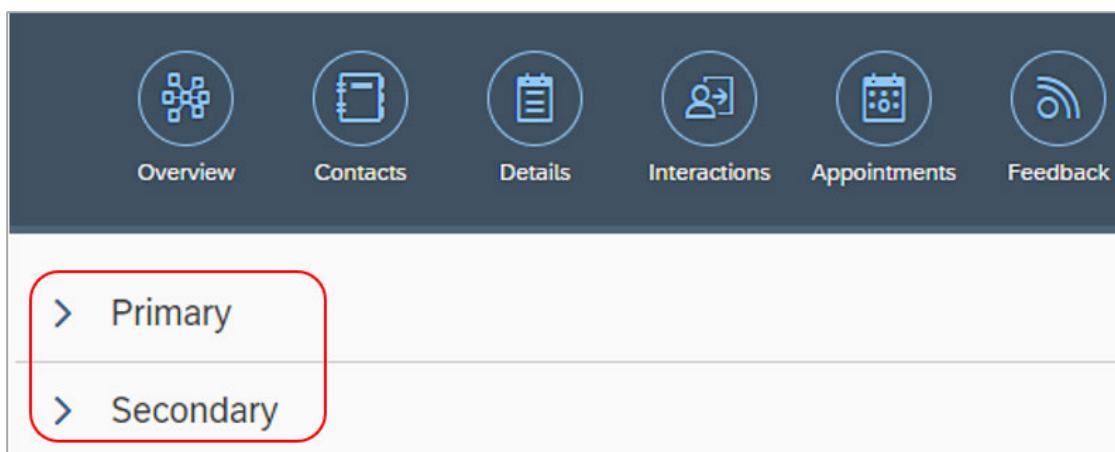 Overview Contacts Details Interactions Appointments Feedback
Primary
Secondary